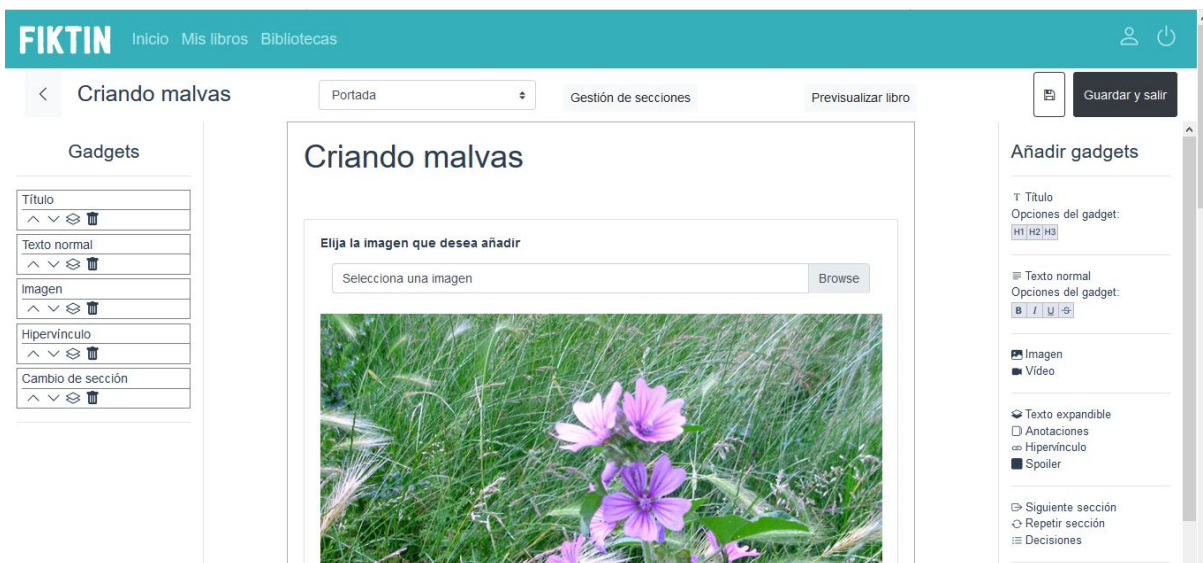 FIKTIN Inicio Mis libros Bibliotecas
Criando malvas
Portada
Gestión de secciones
Previsualizar libro
Guardar y salir
Gadgets
Título
Texto normal
Imagen
Hipervínculo
Cambio de sección
Criando malvas
Elija la imagen que desea añadir
Selecciona una imagen
Browse
Añadir gadgets
T Título
Opciones del gadget:
H1 H2 H3
Texto normal
Opciones del gadget:
B I U S
Imagen
Vídeo
Texto expandible
Anotaciones
Hipervínculo
Spoiler
Siguiente sección
Repetir sección
Decisiones